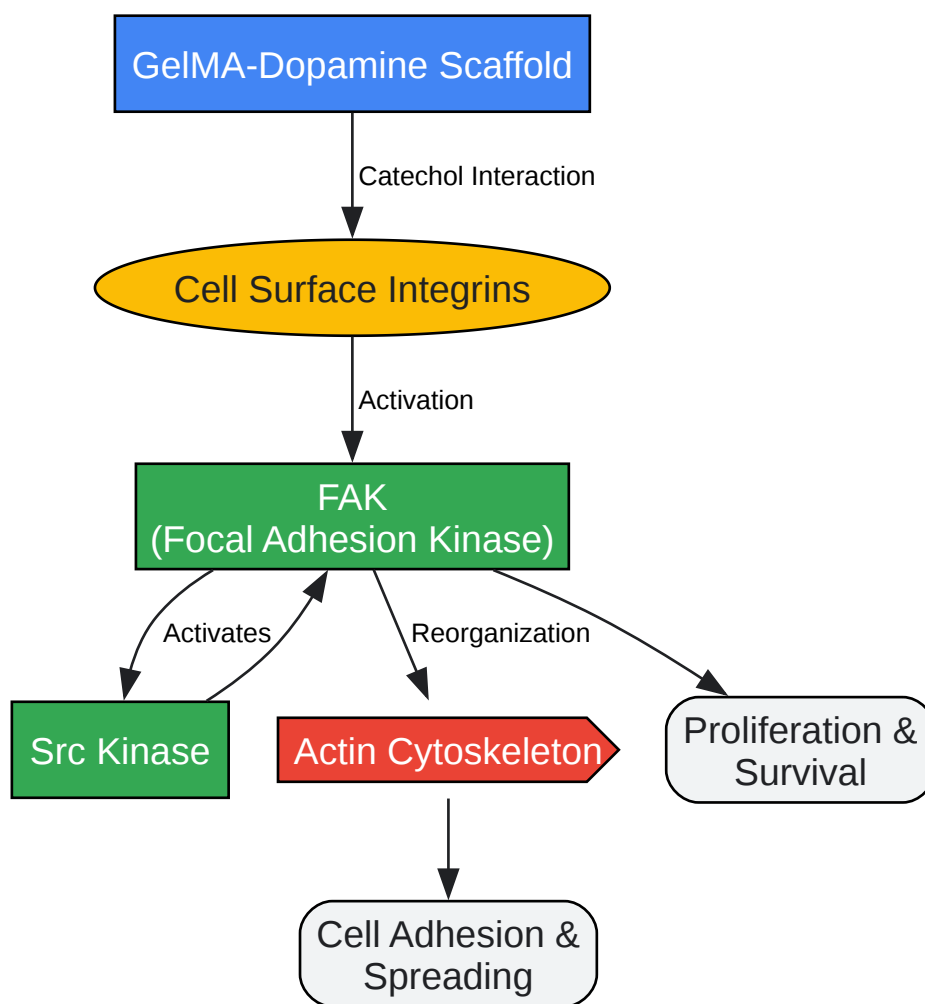 GelMA-Dopamine Scaffold
Catechol Interaction
Cell Surface Integrins
Activation
FAK
(Focal Adhesion Kinase)
Activates
Reorganization
Src Kinase
Actin Cytoskeleton
Proliferation &
Survival
Cell Adhesion &
Spreading